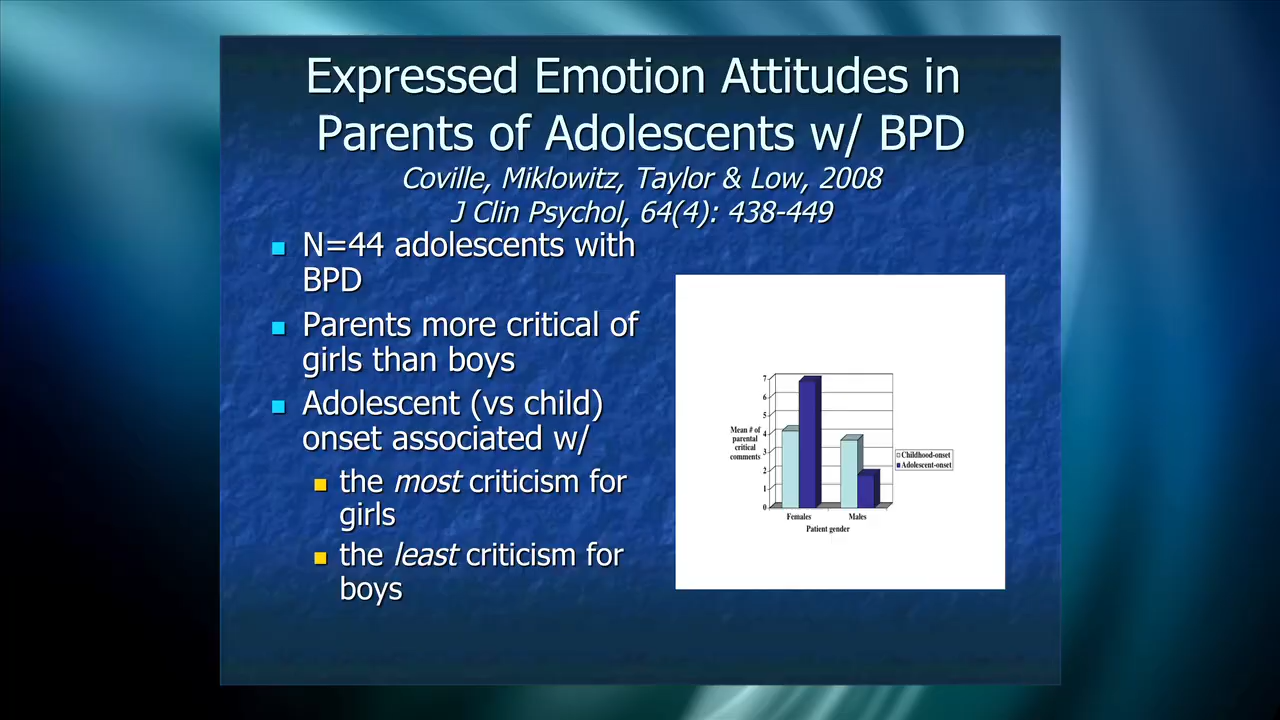 Expressed Emotion Attitudes in
Parents of Adolescents w/ BPD
Coville, Miklowitz, Taylor & Low, 2008
J Clin Psychol, 64(4): 438-449
N=44 adolescents with
BPD
Parents more critical of
girls than boys
Adolescent (vs child)
onset associated w/
the most criticism for
girls
the least criticism for
boys
7
6
5
4
3
2
1
0
Mean # of
parental
critical
comments
Females
Males
Patient gender
Childhood-onset
Adolescent-onset